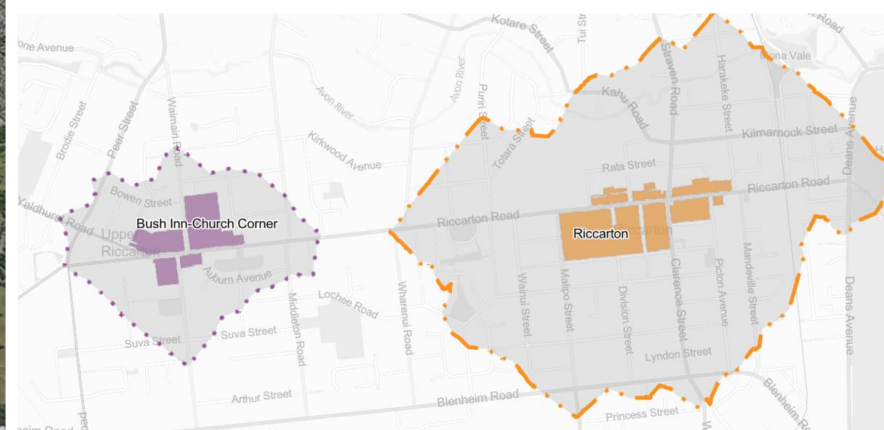 Kotare Street
Tui St
Straven Road
Harakeke Street
Mona Vale
Road
Avenue
Brodie Street
Peer Street
Waimairi Road
Avon River
Avon River
Purin Street
Totara Street
Kahu Road
Kilmarnock Street
Deans Avenue
Kirkwood Avenue
Rata Street
Bowen Street
Riccarton Road
Yaldhurst Road
Bush Inn-Church Corner
Upper
Riccarton
Riccarton Road
Riccarton
Auburn Avenue
Middleton Road
Lochee Road
Wharenui Road
Wainui Street
Matipo Street
Division Street
Clarence Street
Picton Avenue
Mandeville Street
Deans Avenue
Suva Street
Suva Street
Lyndon Street
Arthur Street
Blenheim Road
Princess Street
Blenheim Road
Road